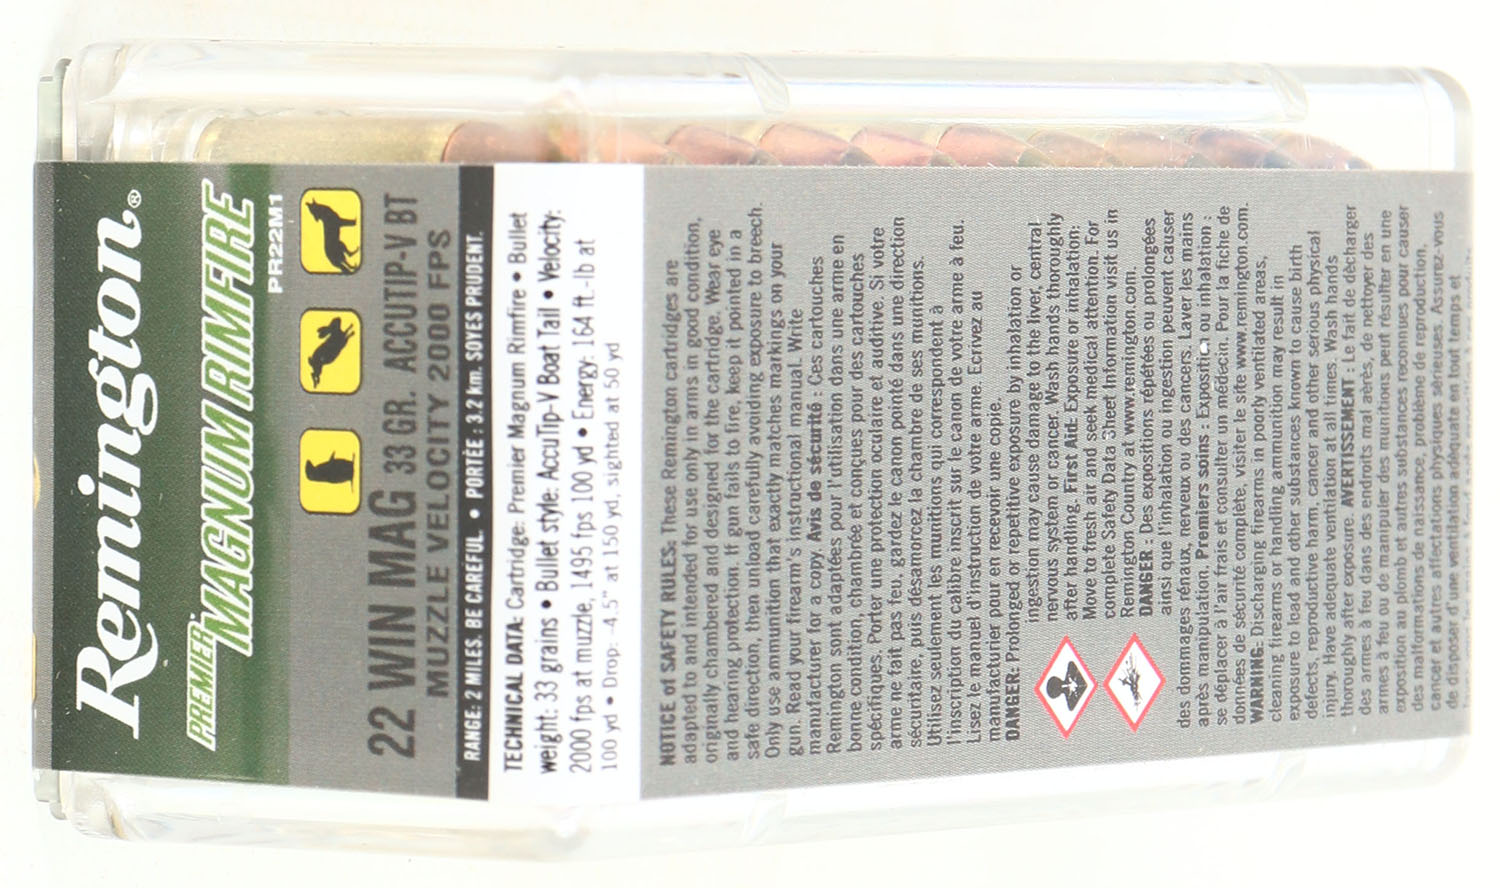 Remington®
PREMIER™
MAGNUM RIMFIRE
PR22M1
22 WIN MAG 33 GR. ACCUTIP-V BT
MUZZLE VELOCITY 2000 FPS
RANGE: 2 MILES. BE CAREFUL. • PORTÉE : 3.2 km. SOYES PRUDENT.
TECHNICAL DATA: Cartridge: Premier Magnum Rimfire • Bullet
weight: 33 grains • Bullet style: AccuTip-V Boat Tail • Velocity:
2000 fps at muzzle, 1495 fps 100 yd • Energy: 164 ft.-lb at
100 yd • Drop: -4.5" at 150 yd, sighted at 50 yd
NOTICE of SAFETY RULES: These Remington cartridges are
adapted to and intended for use only in arms in good condition,
originally chambered and designed for the cartridge. Wear eye
and hearing protection. If gun fails to fire, keep it pointed in a
safe direction, then unload carefully avoiding exposure to breech.
Only use ammunition that exactly matches markings on your
gun. Read your firearm's instructional manual. Write
manufacturer for a copy. Avis de sécurité : Ces cartouches
Remington sont adaptées pour l'utilisation dans une arme en
bonne condition, chambrée et conçues pour des cartouches
spécifiques. Porter une protection oculaire et auditive. Si votre
arme ne fait pas feu, gardez le canon pointé dans une direction
sécuritaire, puis désamorcez la chambre de ses munitions.
Utilisez seulement les munitions qui correspondent à
l'inscription du calibre inscrit sur le canon de votre arme à feu.
Lisez le manuel d'instruction de votre arme. Écrivez au
manufacturier pour en recevoir une copie.
DANGER: Prolonged or repetitive exposure by inhalation or
ingestion may cause damage to the liver, central
nervous system or cancer. Wash hands thoroughly
after handling. First Aid: Exposure or inhalation:
Move to fresh air and seek medical attention. For
complete Safety Data Sheet Information visit us in
Remington Country at www.remington.com.
DANGER : Des expositions répétées ou prolongées
ainsi que l'inhalation ou ingestion peuvent causer
des dommages rénaux, nerveux ou des cancers. Laver les mains
après manipulation. Premiers soins : Exposition ou inhalation :
se déplacer à l'air frais et consulter un médecin. Pour la fiche de
données de sécurité complète, visiter le site www.remington.com.
WARNING: Discharging firearms in poorly ventilated areas,
cleaning firearms or handling ammunition may result in
exposure to lead and other substances known to cause birth
defects, reproductive harm, cancer and other serious physical
injury. Have adequate ventilation at all times. Wash hands
thoroughly after exposure. AVERTISSEMENT : Le fait de décharger
des armes à feu dans des endroits mal aérés, de nettoyer des
armes à feu ou de manipuler des munitions peut résulter en une
exposition au plomb et autres substances reconnues pour causer
des malformations de naissance, problème de reproduction,
cancer et autres affectations physiques sérieuses. Assurez-vous
de disposer d'une ventilation adéquate en tout temps et